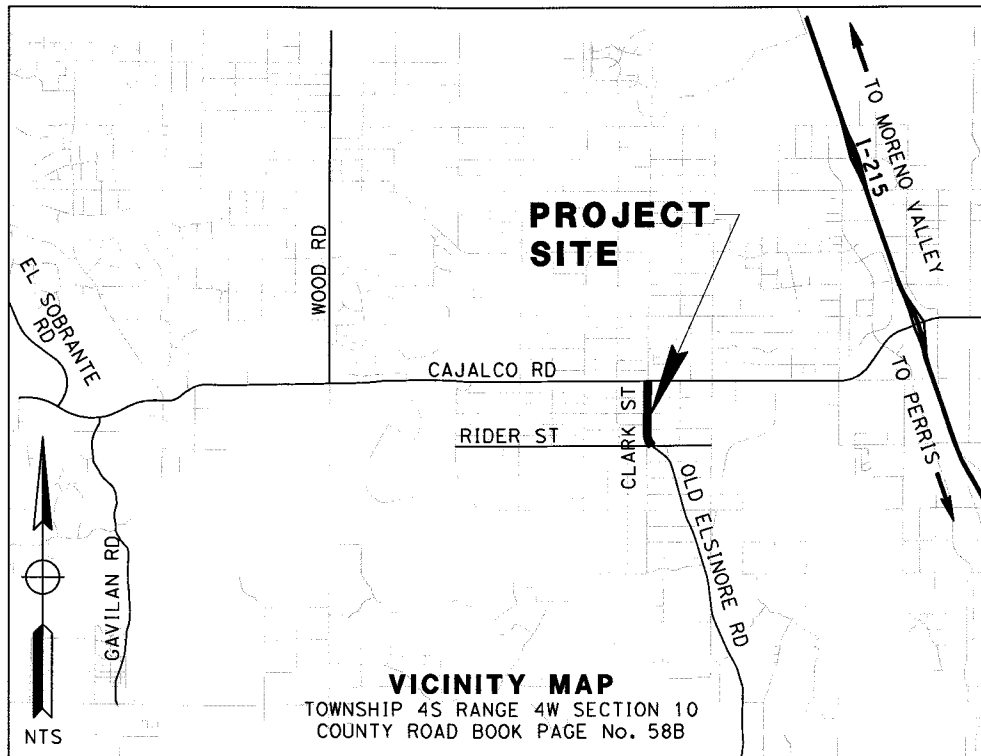 TO MORENO VALLEY
I-215
PROJECT
SITE
WOOD RD
EL SOBRANTE
RD
CAJALCO RD
TO PERRIS
CLARK ST
RIDER ST
OLD ELSINORE RD
GAVILAN RD
NTS
VICINITY MAP
TOWNSHIP 4S RANGE 4W SECTION 10
COUNTY ROAD BOOK PAGE No. 58B